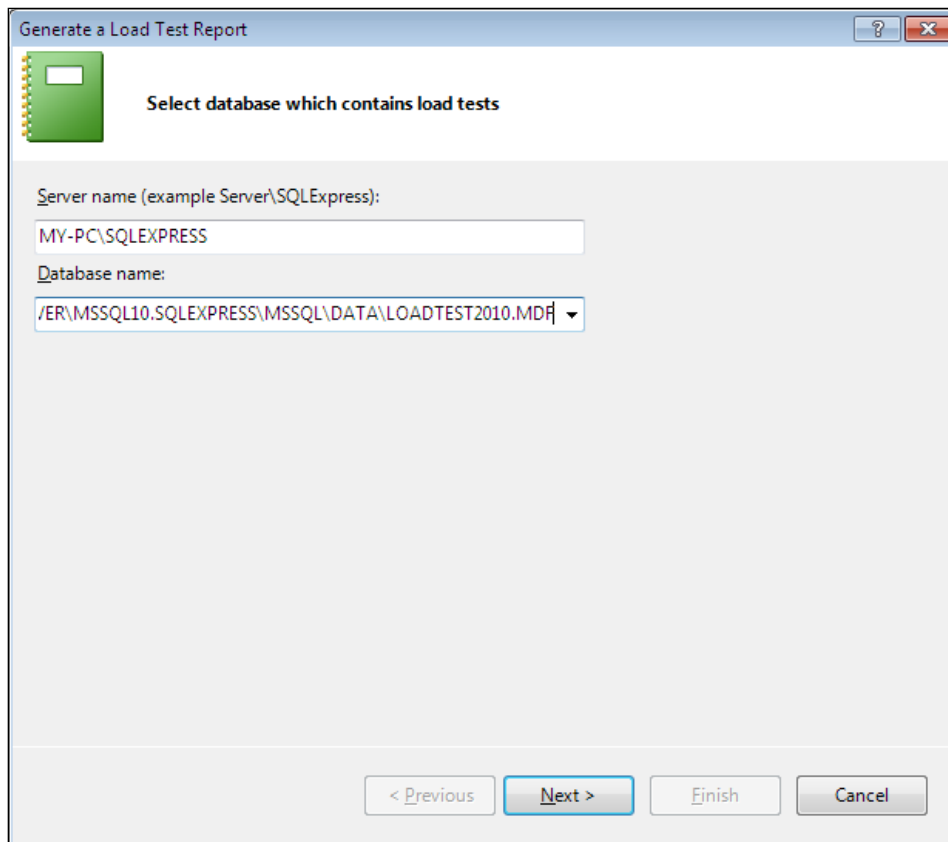 Generate a Load Test Report
Select database which contains load tests
Server name (example Server\SQLExpress):
MY-PC\SQLEXPRESS
Database name:
/ER\MSSQL10.SQLEXPRESS\MSSQL\DATA\LOADTEST2010.MDF
< Previous Next > Finish Cancel